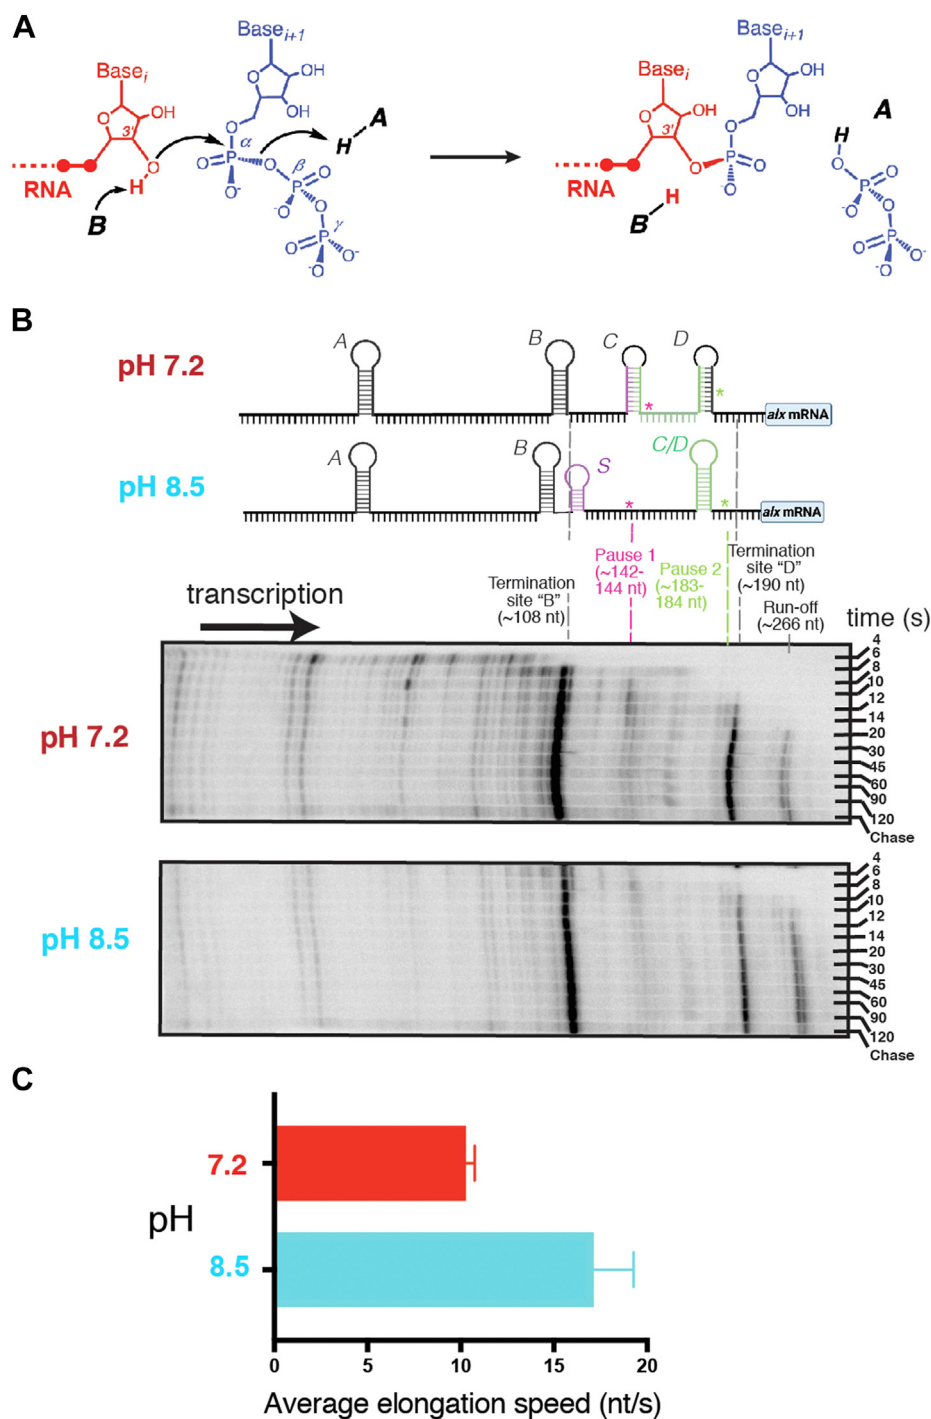 A
Base i
Base i+1
OH
3'
OH
OH
RNA
H
O
B
O
O
P
α
O
O-
β
P
O
-O
O
γ
O
P
O-
-O
H
A
Base i
Base i+1
OH
3'
OH
OH
RNA
O
P
O
O
O-
B
H
A
H
O
P
O
-O
O
O
P
O-
-O
B
pH 7.2
A
B
C
D
*
*
alx mRNA
pH 8.5
A
B
S
C/D
*
*
alx mRNA
transcription
Termination
site “B”
(~108 nt)
Pause 1
(~142-
144 nt)
Pause 2
(~183-
184 nt)
Termination
site “D”
(~190 nt)
Run-off
(~266 nt)
time (s)
pH 7.2
4
6
8
10
12
14
20
30
45
60
90
120
Chase
pH 8.5
4
6
8
10
12
14
20
30
45
60
90
120
Chase
C
pH
7.2
8.5
0
5
10
15
20
Average elongation speed (nt/s)